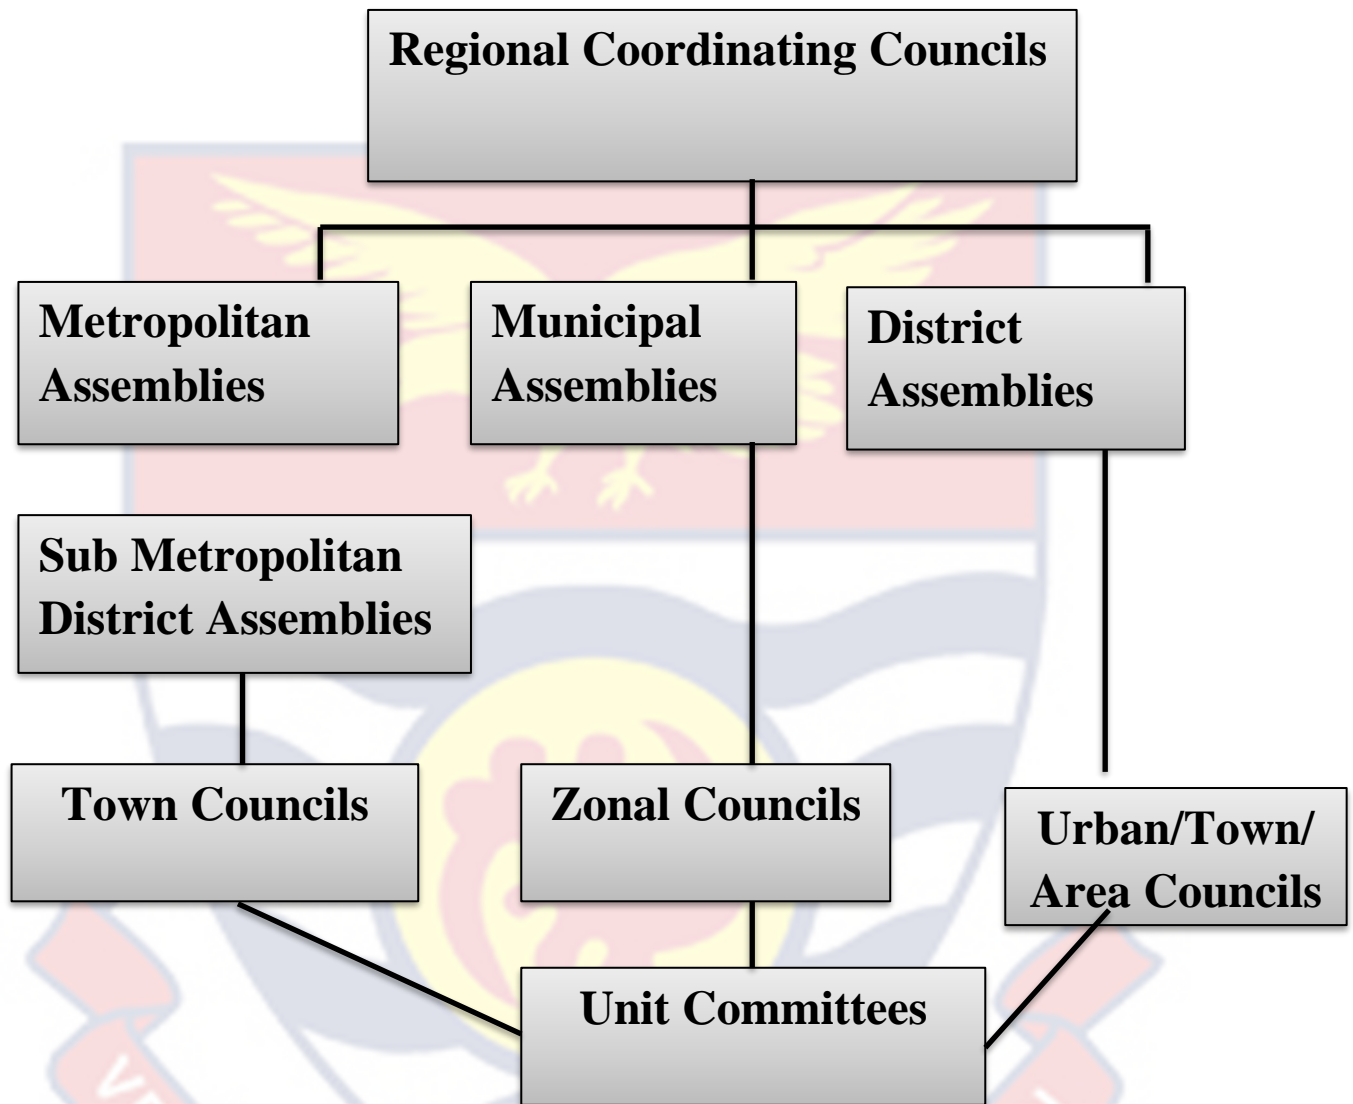 Regional Coordinating Councils
Metropolitan
Assemblies
Municipal
Assemblies
District
Assemblies
Sub Metropolitan
District Assemblies
Town Councils
Zonal Councils
Urban/Town/
Area Councils
Unit Committees